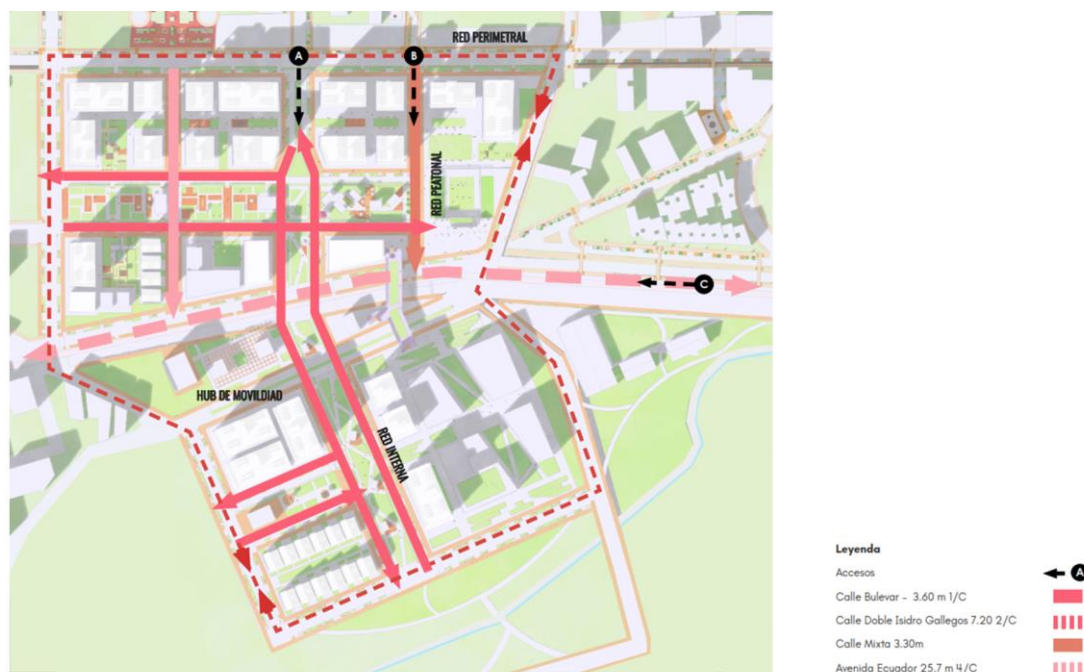 RED PERIMETRAL
A
B
RED PEATONAL
C
HUB DE MOVILDIAD
RED INTERNA
Leyenda
Accesos
A
Calle Bulevar - 3.60 m 1/C
Calle Doble Isidro Gallegos 7.20 2/C
Calle Mixta 3.30m
Avenida Ecuador 25.7 m 4/C